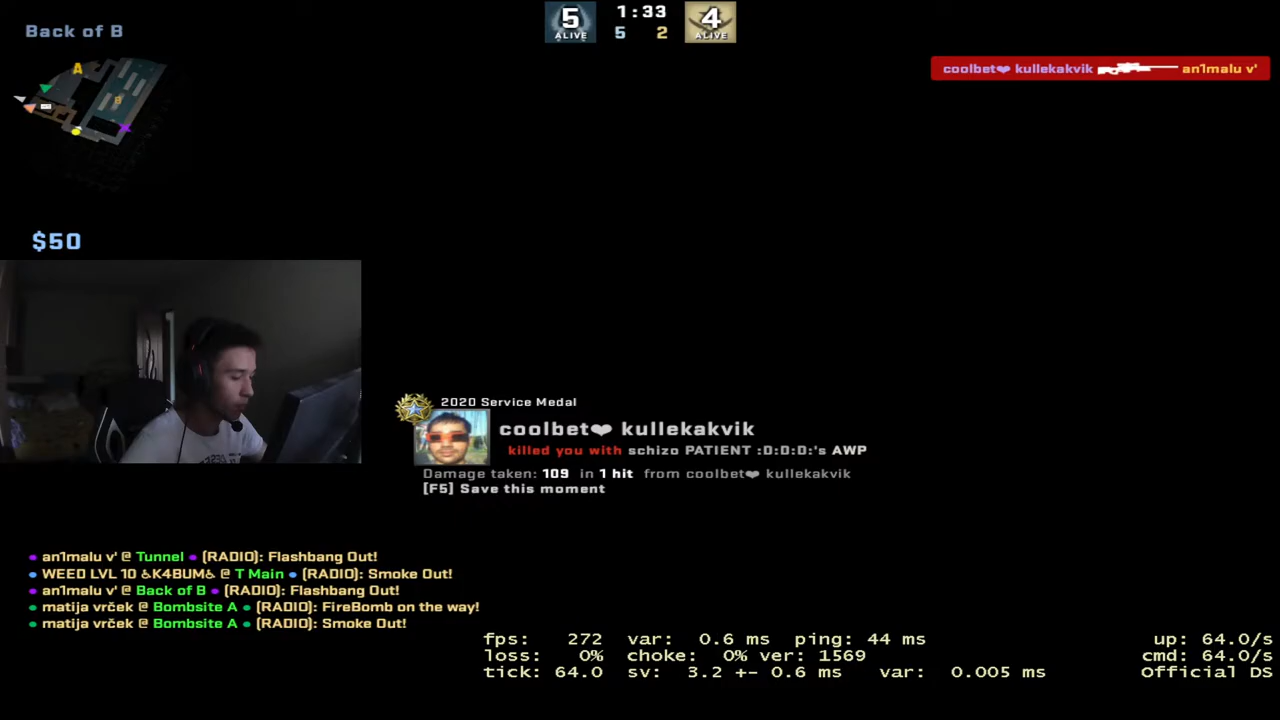 Back of B
5 ALIVE 1:33 4 ALIVE
5 2
coolbet❤ kullekakvik an1malu v'
A
B
$50
2020 Service Medal
coolbet❤ kullekakvik
killed you with schizo PATIENT :D:D:D:'s AWP
Damage taken: 109 in 1 hit from coolbet❤ kullekakvik
[F5] Save this moment
• an1malu v' @ Tunnel • (RADIO): Flashbang Out!
• WEED LVL 10 ♿K4BUM♿ @ T Main • (RADIO): Smoke Out!
• an1malu v' @ Back of B • (RADIO): Flashbang Out!
• matija vrček @ Bombsite A • (RADIO): FireBomb on the way!
• matija vrček @ Bombsite A • (RADIO): Smoke Out!
fps: 272 var: 0.6 ms ping: 44 ms up: 64.0/s
loss: 0% choke: 0% ver: 1569 cmd: 64.0/s
tick: 64.0 sv: 3.2 +- 0.6 ms var: 0.005 ms Official DS